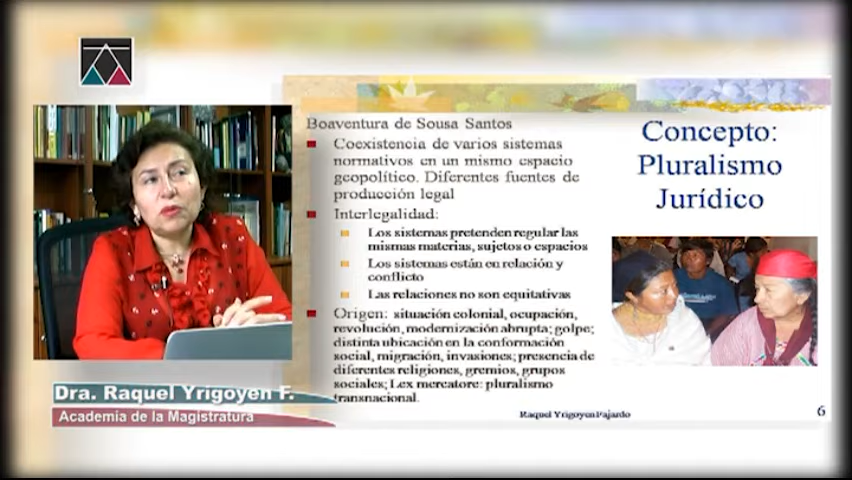 Boaventura de Sousa Santos
Coexistencia de varios sistemas
normativos en un mismo espacio
geopolítico. Diferentes fuentes de
producción legal
Interlegalidad:
Los sistemas pretenden regular las
mismas materias, sujetos o espacios
Los sistemas están en relación y
conflicto
Las relaciones no son equitativas
Origen: situación colonial, ocupación,
revolución, modernización abrupta; golpe;
distinta ubicación en la conformación
social, migración, invasiones; presencia de
diferentes religiones, gremios, grupos
sociales; Lex mercatore: pluralismo
transnacional.
Concepto:
Pluralismo
Jurídico
Dra. Raquel Yrigoyen F.
Academia de la Magistratura
Raquel Yrigoyen Fajardo
6